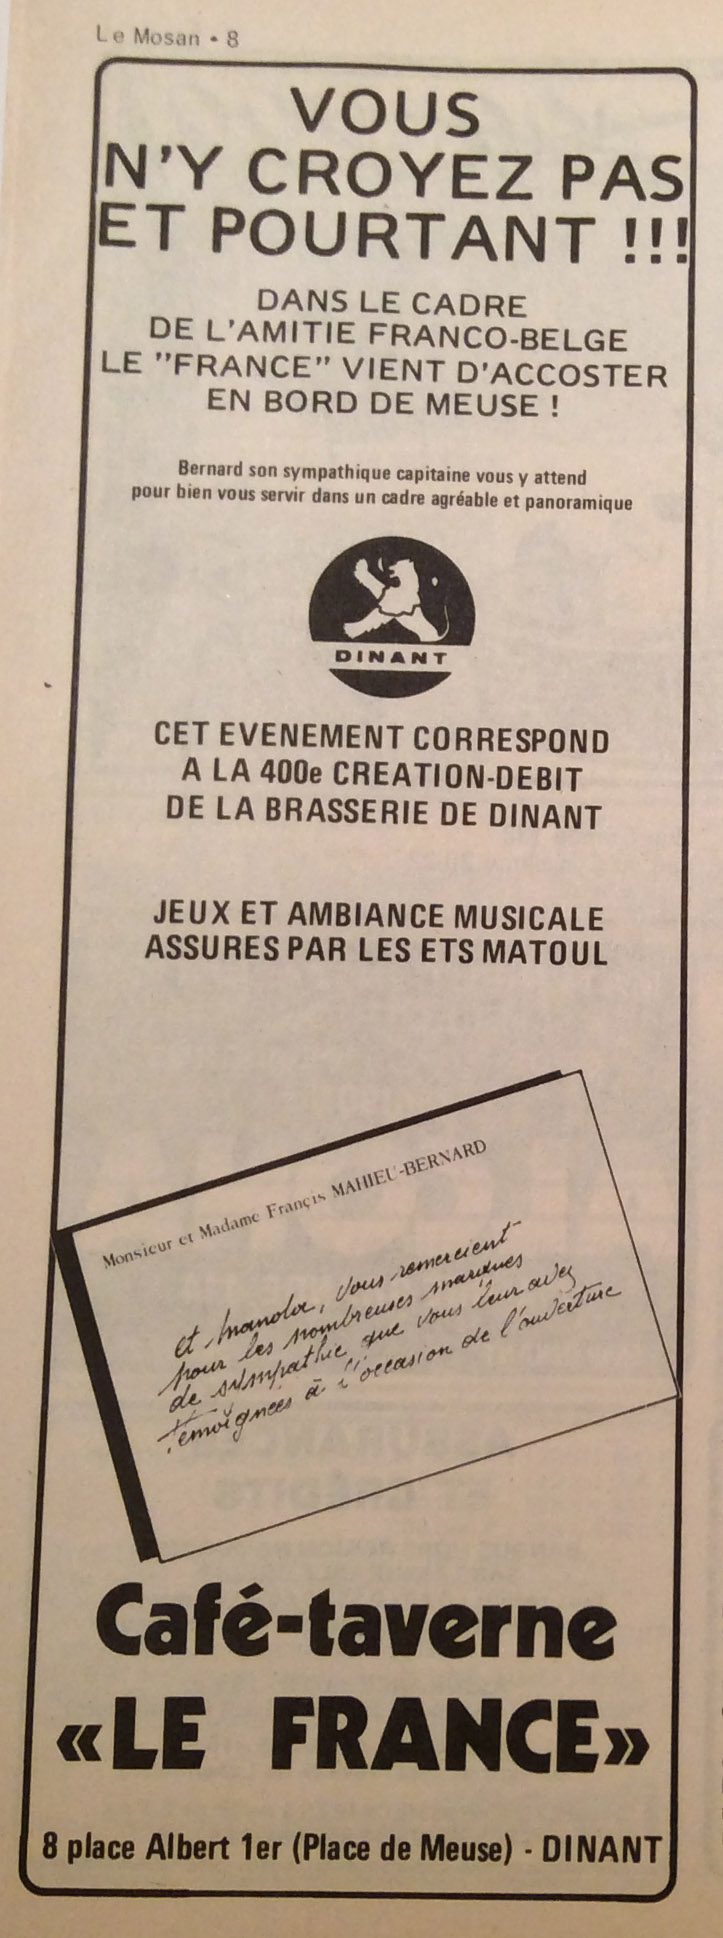 Le Mosan • 8
VOUS
N'Y CROYEZ PAS
ET POURTANT !!!
DANS LE CADRE
DE L'AMITIE FRANCO-BELGE
LE "FRANCE" VIENT D'ACCOSTER
EN BORD DE MEUSE !
Bernard son sympathique capitaine vous y attend
pour bien vous servir dans un cadre agréable et panoramique
DINANT
CET EVENEMENT CORRESPOND
A LA 400e CREATION-DEBIT
DE LA BRASSERIE DE DINANT
JEUX ET AMBIANCE MUSICALE
ASSURES PAR LES ETS MATOUL
Monsieur et Madame Françis MAHIEU-BERNARD
et Manola, vous remercient
pour les nombreuses marques
de sympathie que vous leur avez
témoignées à l'occasion de l'ouverture
Café-taverne
«LE FRANCE»
8 place Albert 1er (Place de Meuse) - DINANT